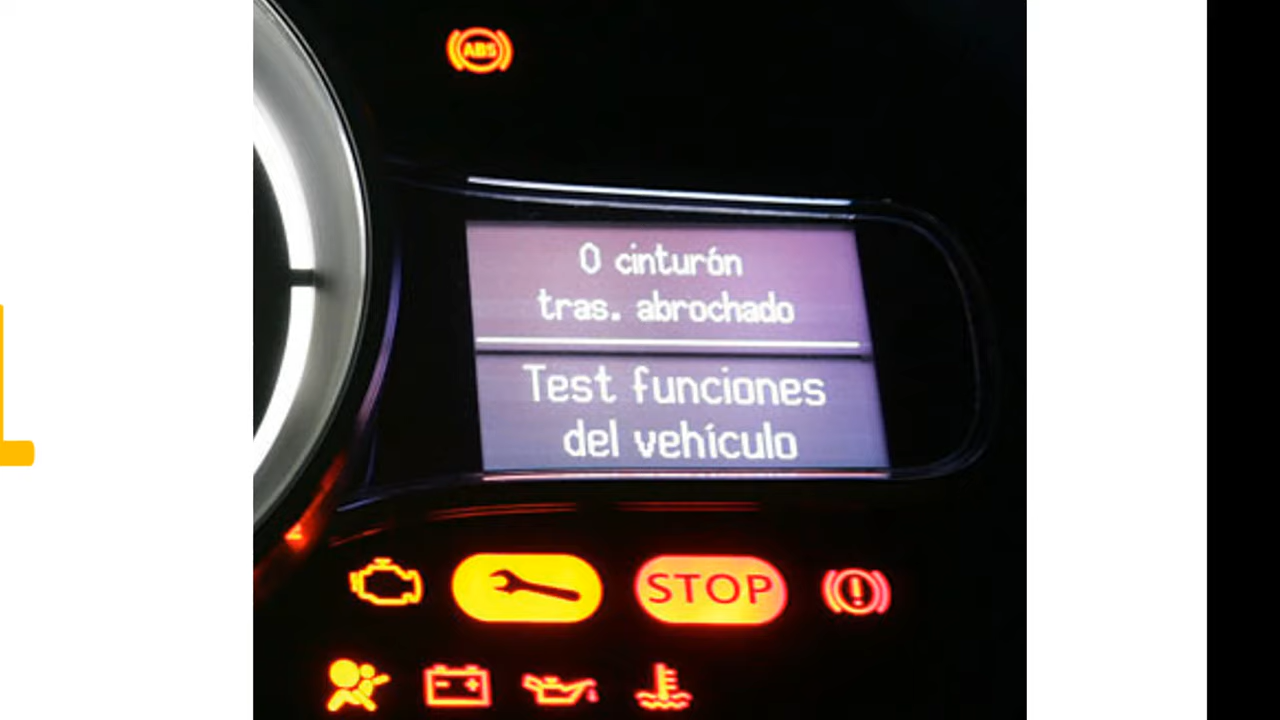 ABS
0 cinturón
tras. abrochado
Test funciones
del vehículo
STOP